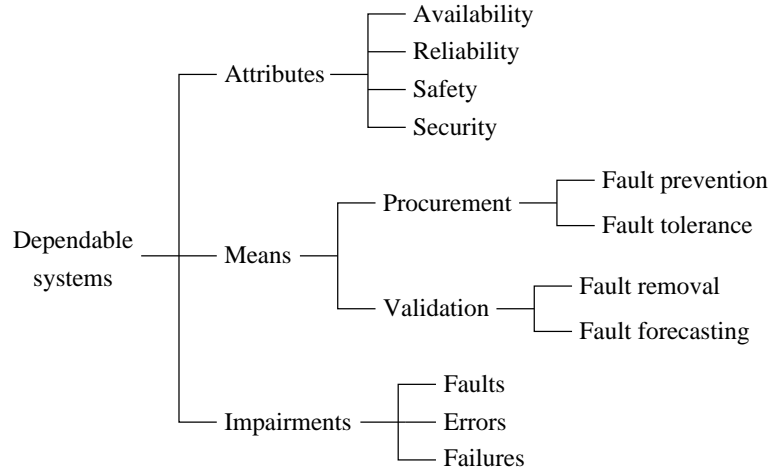 Availability
Reliability
Attributes
Safety
Security
Fault prevention
Procurement
Fault tolerance
Dependable
systems
Means
Fault removal
Validation
Fault forecasting
Faults
Impairments
Errors
Failures